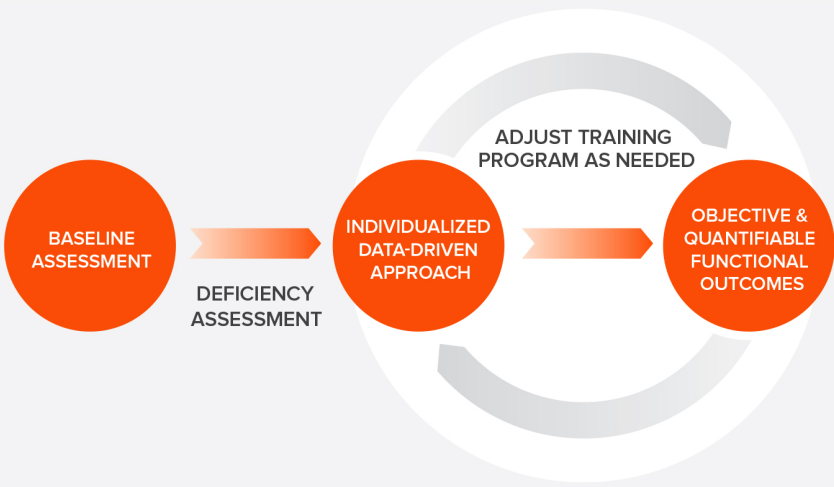 BASELINE
ASSESSMENT
DEFICIENCY
ASSESSMENT
INDIVIDUALIZED
DATA-DRIVEN
APPROACH
ADJUST TRAINING
PROGRAM AS NEEDED
OBJECTIVE &
QUANTIFIABLE
FUNCTIONAL
OUTCOMES